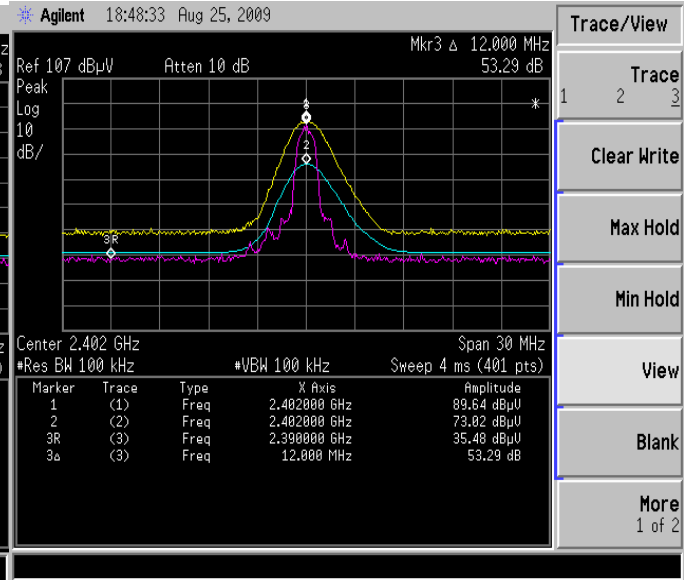 Agilent 18:48:33 Aug 25, 2009
Trace/View
Mkr3 Δ 12.000 MHz
Ref 107 dBµV Atten 10 dB 53.29 dB
Peak
Log
10
dB/
2
3R
*
Trace
1 2 3
Clear Write
Max Hold
Min Hold
View
Blank
More
1 of 2
Center 2.402 GHz Span 30 MHz
#Res BW 100 kHz #VBW 100 kHz Sweep 4 ms (401 pts)
Marker Trace Type X Axis Amplitude
1 (1) Freq 2.402000 GHz 89.64 dBµV
2 (2) Freq 2.402000 GHz 73.02 dBµV
3R (3) Freq 2.390000 GHz 35.48 dBµV
3Δ (3) Freq 12.000 MHz 53.29 dB